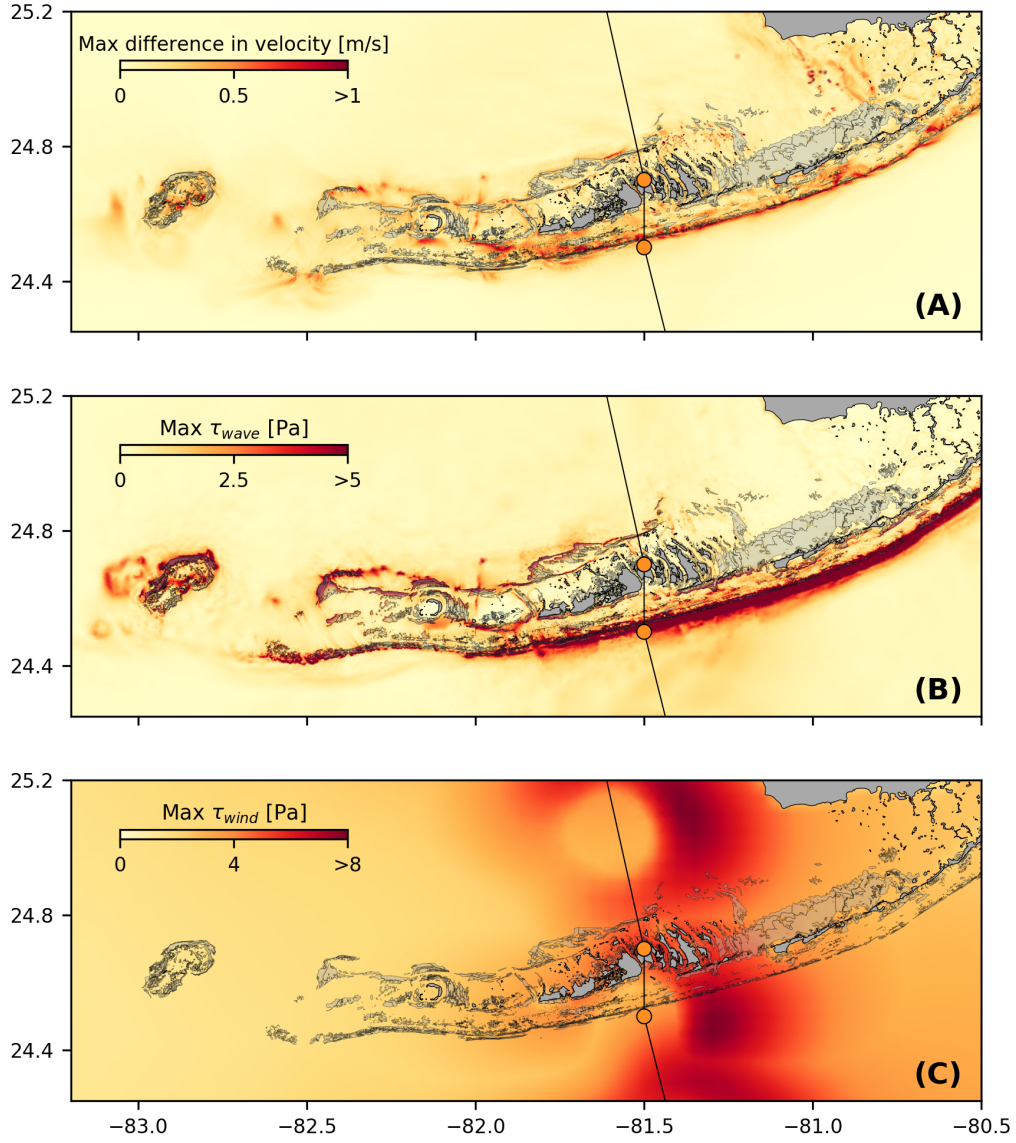 25.2
Max difference in velocity [m/s]
0 0.5 >1
24.8
24.4
(A)
25.2
Max τwave [Pa]
0 2.5 >5
24.8
24.4
(B)
25.2
Max τwind [Pa]
0 4 >8
24.8
24.4
(C)
−83.0 −82.5 −82.0 −81.5 −81.0 −80.5